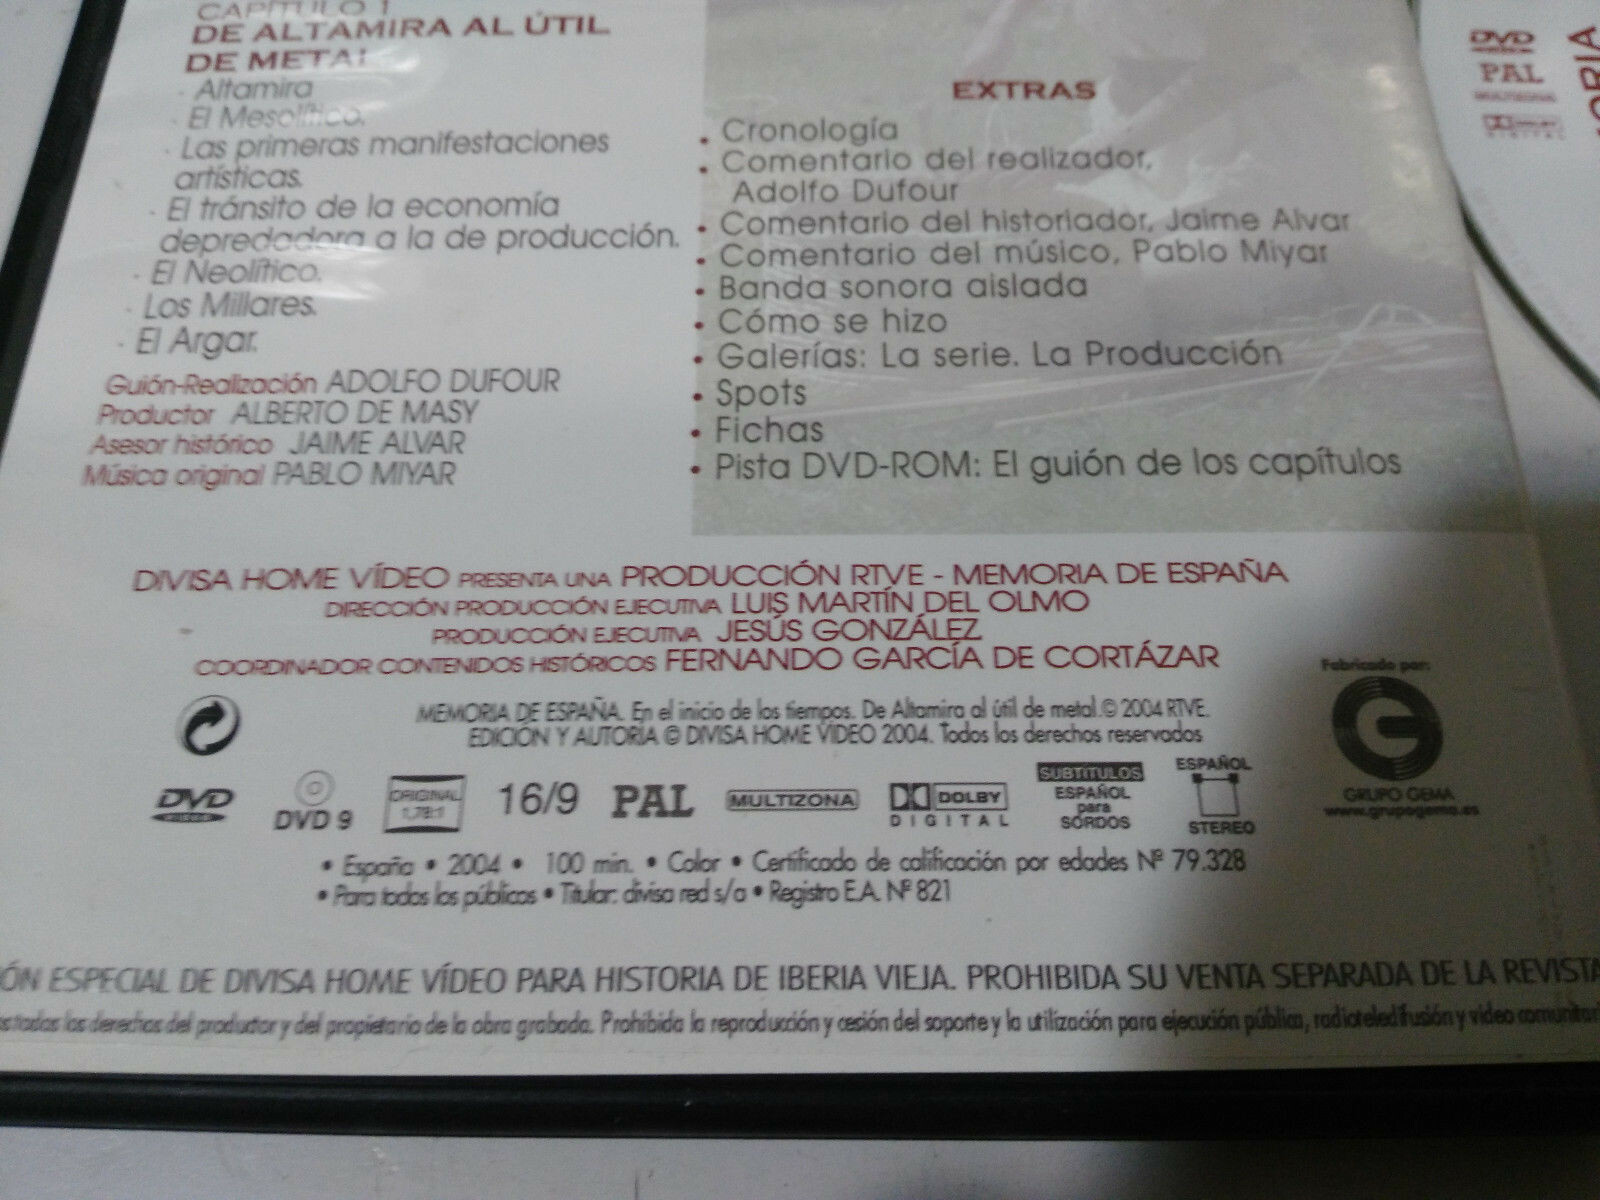 CAPÍTULO 1
DE ALTAMIRA AL ÚTIL
DE METAL
· Altamira
· El Mesolítico.
· Las primeras manifestaciones
artísticas.
· El tránsito de la economía
depredadora a la de producción.
· El Neolítico.
· Los Millares.
· El Argar.
Guión-Realización ADOLFO DUFOUR
Productor ALBERTO DE MASY
Asesor histórico JAIME ALVAR
Música original PABLO MIYAR
EXTRAS
• Cronología
• Comentario del realizador,
Adolfo Dufour
• Comentario del historiador, Jaime Alvar
• Comentario del músico, Pablo Miyar
• Banda sonora aislada
• Cómo se hizo
• Galerías: La serie. La Producción
• Spots
• Fichas
• Pista DVD-ROM: El guión de los capítulos
DIVISA HOME VÍDEO PRESENTA UNA PRODUCCIÓN RTVE - MEMORIA DE ESPAÑA
DIRECCIÓN PRODUCCIÓN EJECUTIVA LUIS MARTÍN DEL OLMO
PRODUCCIÓN EJECUTIVA JESÚS GONZÁLEZ
COORDINADOR CONTENIDOS HISTÓRICOS FERNANDO GARCÍA DE CORTÁZAR
MEMORIA DE ESPAÑA. En el inicio de los tiempos. De Altamira al útil de metal.© 2004 RTVE.
EDICIÓN Y AUTORÍA © DIVISA HOME VÍDEO 2004. Todos los derechos reservados
Fabricado por:
G
GRUPO GEMA
www.grupogema.es
DVD
VIDEO
DVD 9
ORIGINAL
1,78:1
16/9
PAL
MULTIZONA
DOLBY
DIGITAL
SUBTÍTULOS
ESPAÑOL
para
SORDOS
ESPAÑOL
STEREO
• España • 2004 • 100 min. • Color • Certificado de calificación por edades Nº 79.328
• Para todos los públicos • Titular: divisa red s/a • Registro E.A. Nº 821
ÓN ESPECIAL DE DIVISA HOME VÍDEO PARA HISTORIA DE IBERIA VIEJA. PROHIBIDA SU VENTA SEPARADA DE LA REVISTA
los derechos del productor y del propietario de la obra grabada. Prohibida la reproducción y cesión del soporte y la utilización para ejecución pública, radioteledifusión y video
DVD
PAL
MULTIZONA
DOLBY
DIGITAL
ORIA